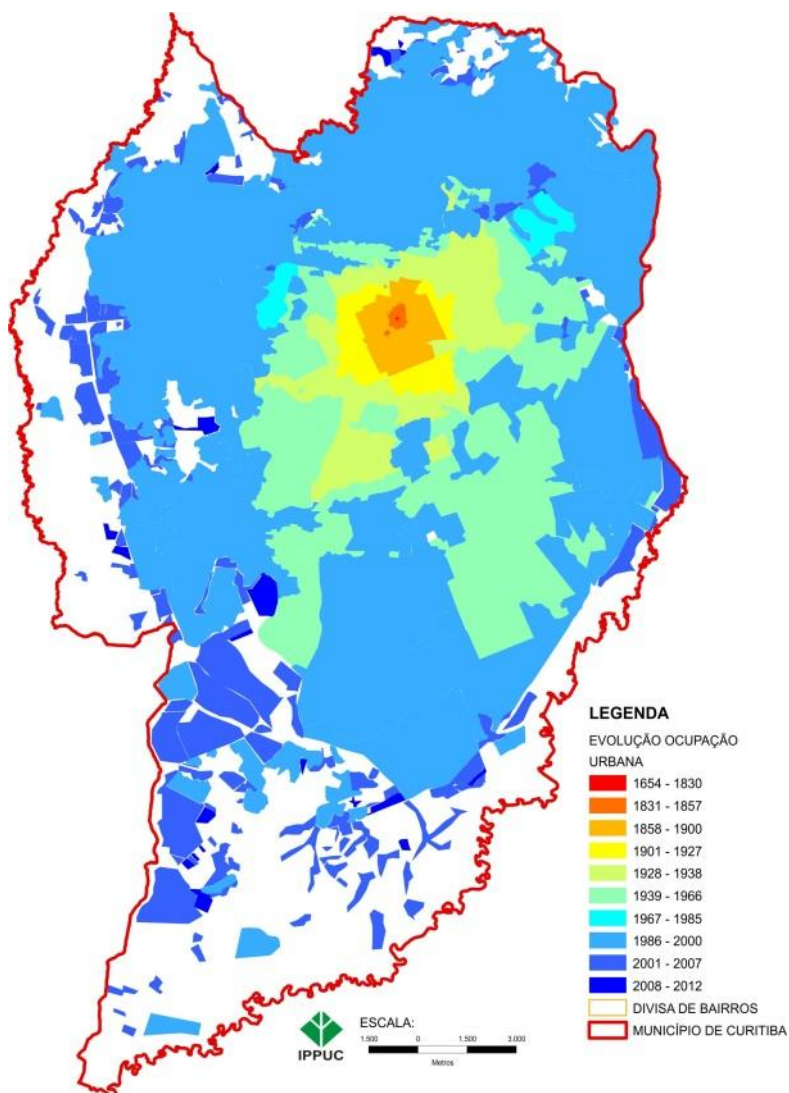 LEGENDA
EVOLUÇÃO OCUPAÇÃO
URBANA
1654 - 1830
1831 - 1857
1858 - 1900
1901 - 1927
1928 - 1938
1939 - 1966
1967 - 1985
1986 - 2000
2001 - 2007
2008 - 2012
DIVISA DE BAIRROS
MUNICÍPIO DE CURITIBA
IPPUC
ESCALA:
1.500 0 1.500 3.000
Metros